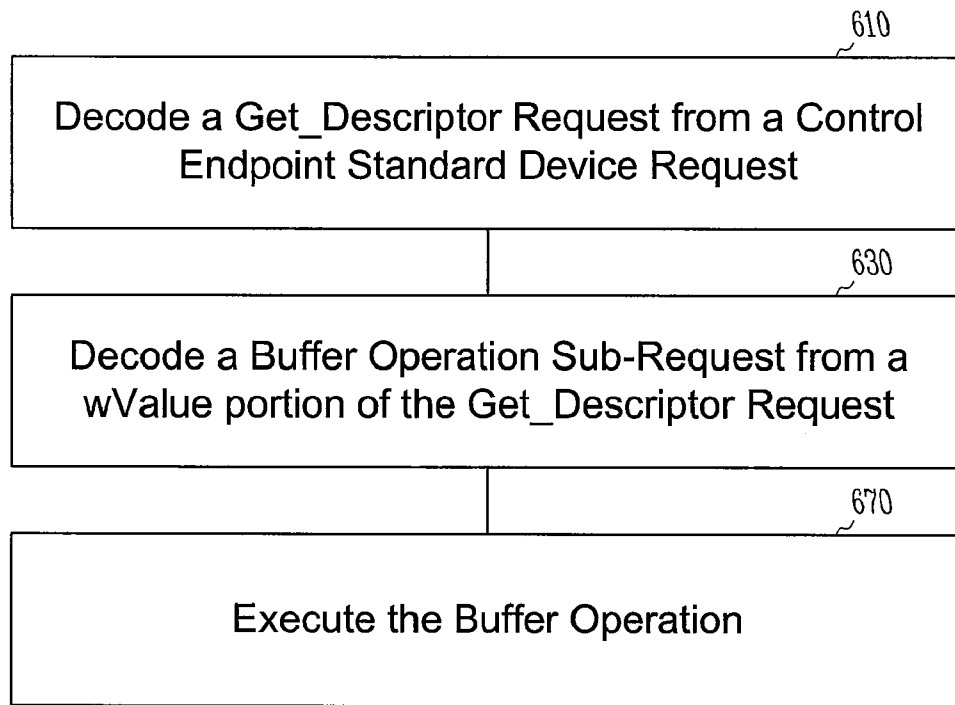 610
Decode a Get_Descriptor Request from a Control
Endpoint Standard Device Request
630
Decode a Buffer Operation Sub-Request from a
wValue portion of the Get_Descriptor Request
670
Execute the Buffer Operation